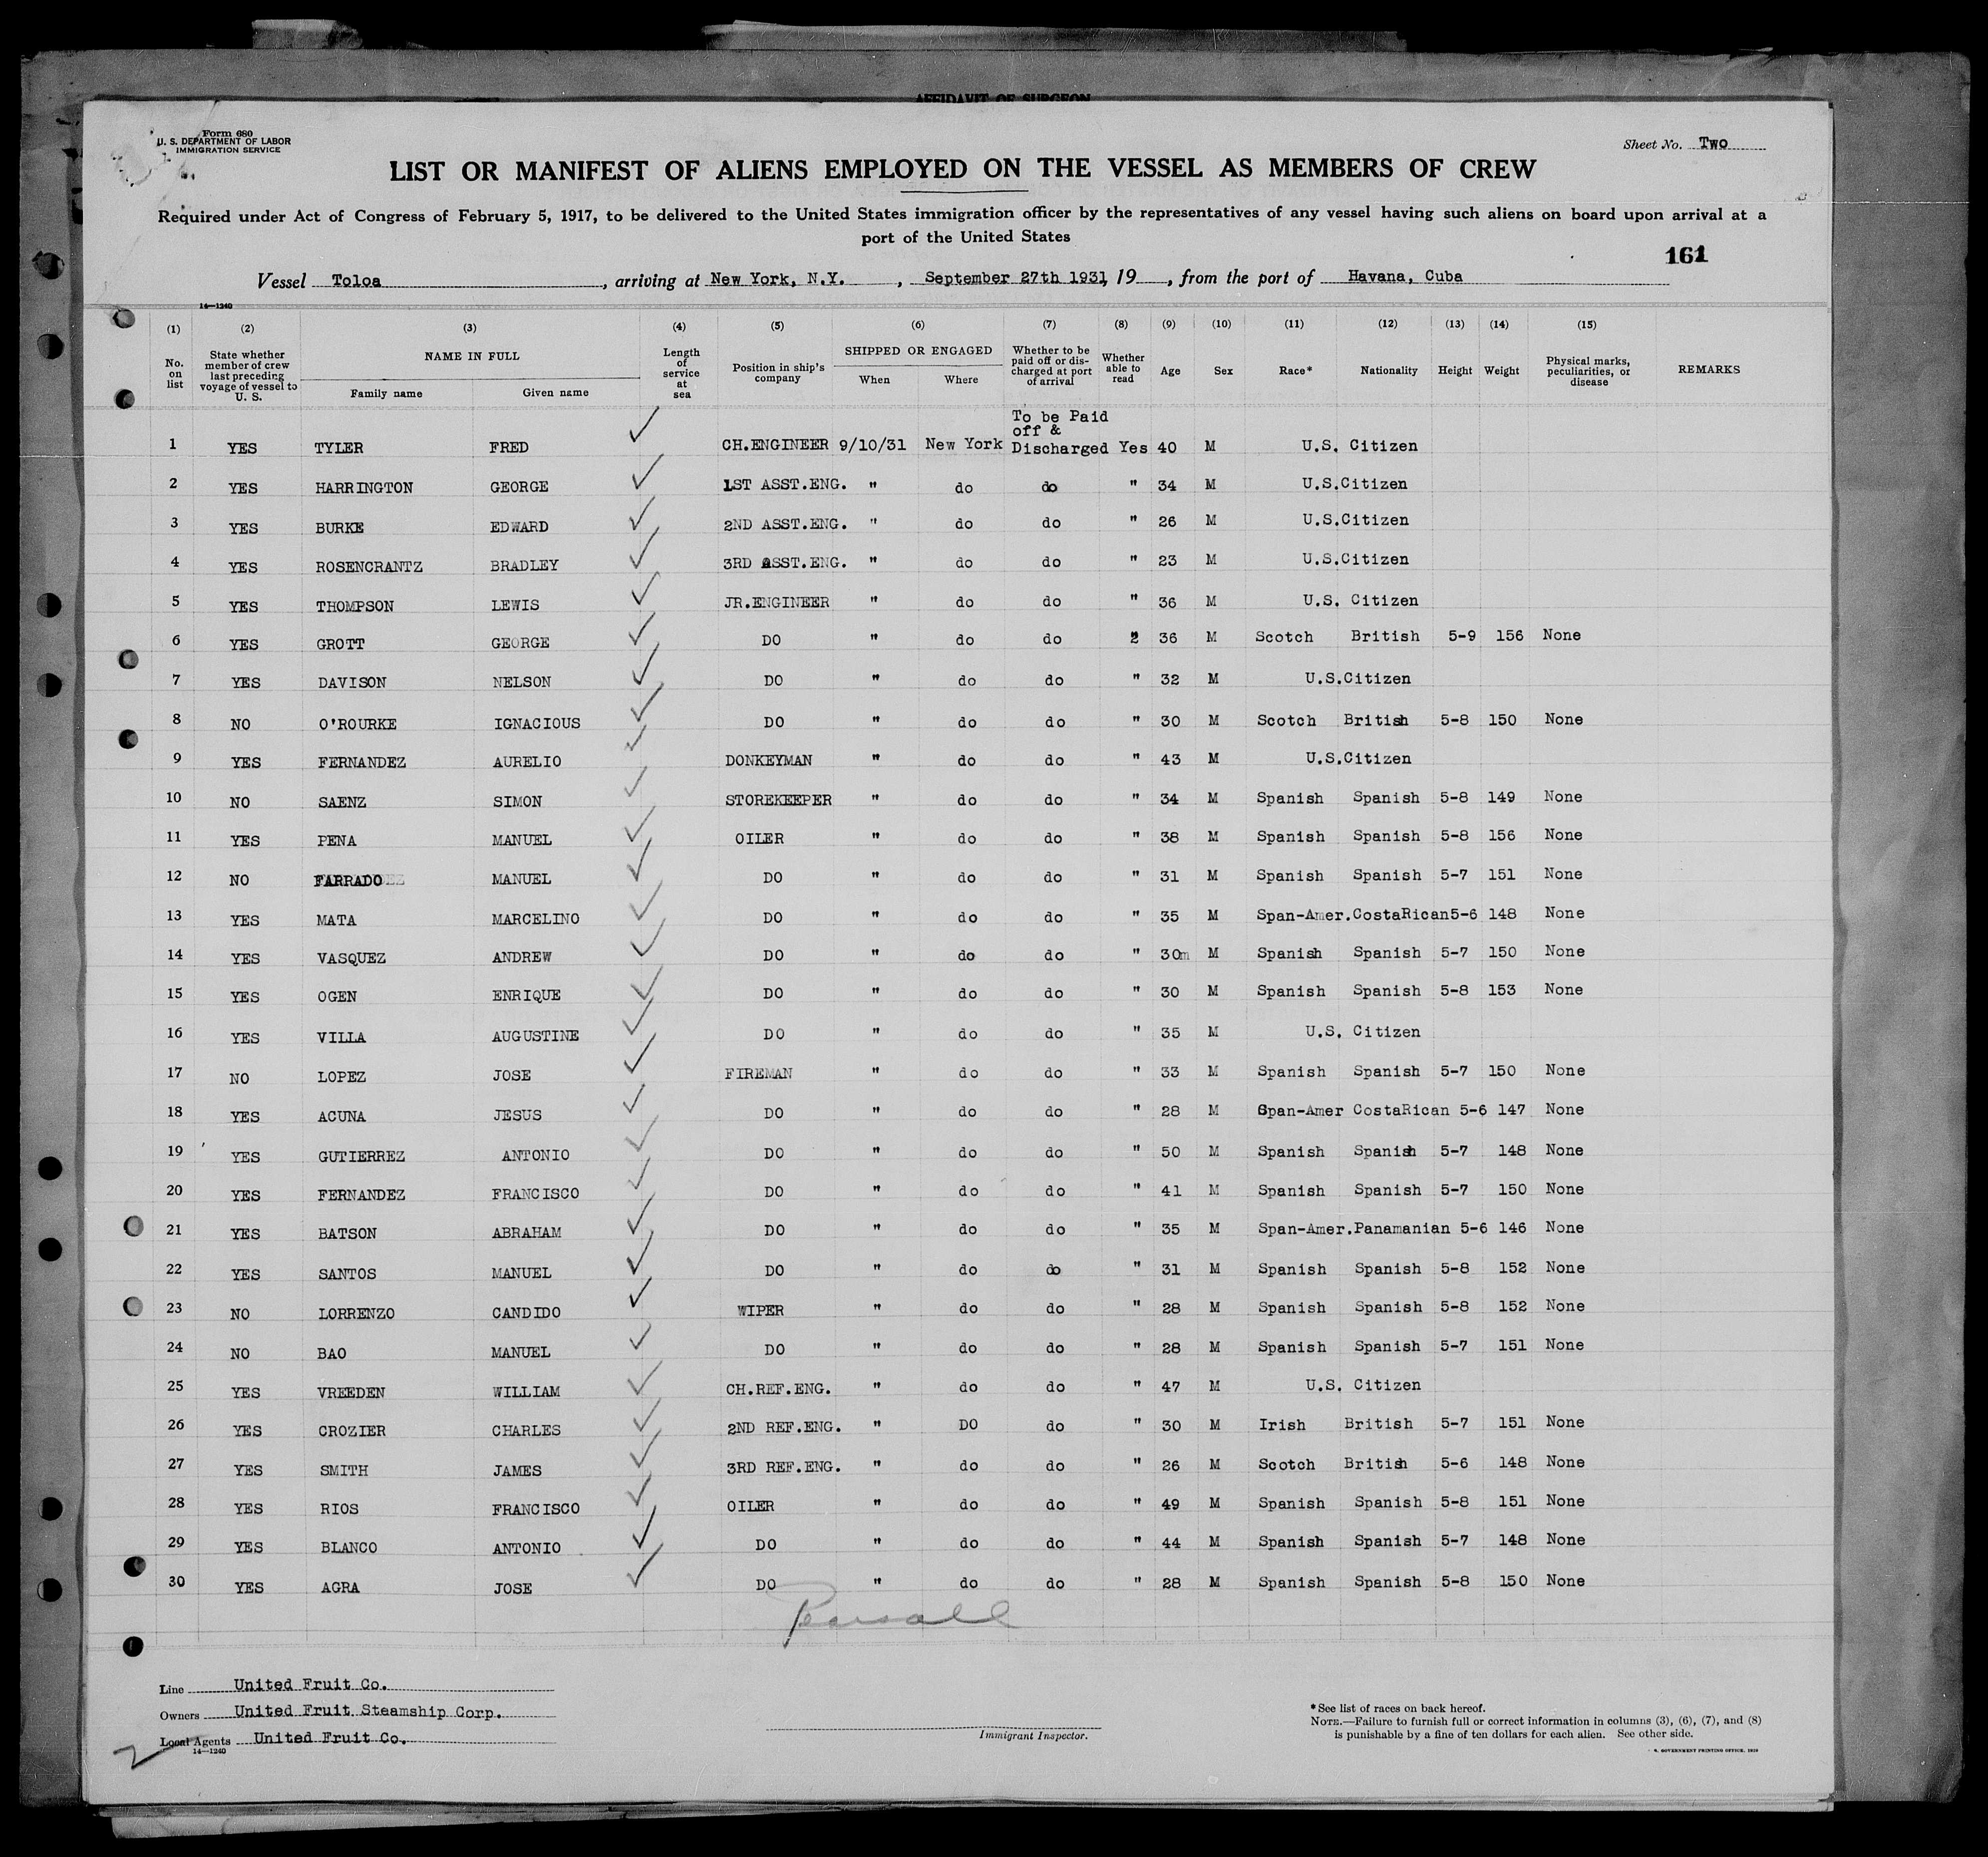 AFFIDAVIT OF SURGEON
Form 680
U. S. DEPARTMENT OF LABOR
IMMIGRATION SERVICE
Sheet No. Two
LIST OR MANIFEST OF ALIENS EMPLOYED ON THE VESSEL AS MEMBERS OF CREW
Required under Act of Congress of February 5, 1917, to be delivered to the United States immigration officer by the representatives of any vessel having such aliens on board upon arrival at a
port of the United States
161
Vessel Toloa, arriving at New York, N.Y., September 27th 1931, 19, from the port of Havana, Cuba
14—1240
(1) (2) (3) (4) (5) (6) (7) (8) (9) (10) (11) (12) (13) (14) (15)
No. on list State whether member of crew last preceding voyage of vessel to U. S. NAME IN FULL Family name Given name Length of service at sea Position in ship's company SHIPPED OR ENGAGED When Where Whether to be paid off or discharged at port of arrival Whether able to read Age Sex Race* Nationality Height Weight Physical marks, peculiarities, or disease REMARKS
To be Paid
off &
1 YES TYLER FRED CH.ENGINEER 9/10/31 New York Discharged Yes 40 M U.S. Citizen
2 YES HARRINGTON GEORGE 1ST ASST.ENG. " do do " 34 M U.S.Citizen
3 YES BURKE EDWARD 2ND ASST.ENG. " do do " 26 M U.S.Citizen
4 YES ROSENCRANTZ BRADLEY 3RD ASST.ENG. " do do " 23 M U.S.Citizen
5 YES THOMPSON LEWIS JR.ENGINEER " do do " 36 M U.S. Citizen
6 YES GROTT GEORGE DO " do do " 36 M Scotch British 5-9 156 None
7 YES DAVISON NELSON DO " do do " 32 M U.S.Citizen
8 NO O'ROURKE IGNACIOUS DO " do do " 30 M Scotch British 5-8 150 None
9 YES FERNANDEZ AURELIO DONKEYMAN " do do " 43 M U.S.Citizen
10 NO SAENZ SIMON STOREKEEPER " do do " 34 M Spanish Spanish 5-8 149 None
11 YES PENA MANUEL OILER " do do " 38 M Spanish Spanish 5-8 156 None
12 NO FARRADO MANUEL DO " do do " 31 M Spanish Spanish 5-7 151 None
13 YES MATA MARCELINO DO " do do " 35 M Span-Amer.CostaRican5-6 148 None
14 YES VASQUEZ ANDREW DO " do do " 30m M Spanish Spanish 5-7 150 None
15 YES OGEN ENRIQUE DO " do do " 30 M Spanish Spanish 5-8 153 None
16 YES VILLA AUGUSTINE DO " do do " 35 M U.S. Citizen
17 NO LOPEZ JOSE FIREMAN " do do " 33 M Spanish Spanish 5-7 150 None
18 YES ACUNA JESUS DO " do do " 28 M Span-Amer CostaRican 5-6 147 None
19 YES GUTIERREZ ANTONIO DO " do do " 50 M Spanish Spanish 5-7 148 None
20 YES FERNANDEZ FRANCISCO DO " do do " 41 M Spanish Spanish 5-7 150 None
21 YES BATSON ABRAHAM DO " do do " 35 M Span-Amer.Panamanian 5-6 146 None
22 YES SANTOS MANUEL DO " do do " 31 M Spanish Spanish 5-8 152 None
23 NO LORRENZO CANDIDO WIPER " do do " 28 M Spanish Spanish 5-8 152 None
24 NO BAO MANUEL DO " do do " 28 M Spanish Spanish 5-7 151 None
25 YES VREEDEN WILLIAM CH.REF.ENG. " do do " 47 M U.S. Citizen
26 YES CROZIER CHARLES 2ND REF.ENG. " DO do " 30 M Irish British 5-7 151 None
27 YES SMITH JAMES 3RD REF.ENG. " do do " 26 M Scotch British 5-6 148 None
28 YES RIOS FRANCISCO OILER " do do " 49 M Spanish Spanish 5-8 151 None
29 YES BLANCO ANTONIO DO " do do " 44 M Spanish Spanish 5-7 148 None
30 YES AGRA JOSE DO " do do " 28 M Spanish Spanish 5-8 150 None
Line United Fruit Co.
Owners United Fruit Steamship Corp.
Local Agents United Fruit Co.
14—1240
2
Immigrant Inspector.
*See list of races on back hereof.
NOTE.—Failure to furnish full or correct information in columns (3), (6), (7), and (8)
is punishable by a fine of ten dollars for each alien. See other side.
GOVERNMENT PRINTING OFFICE